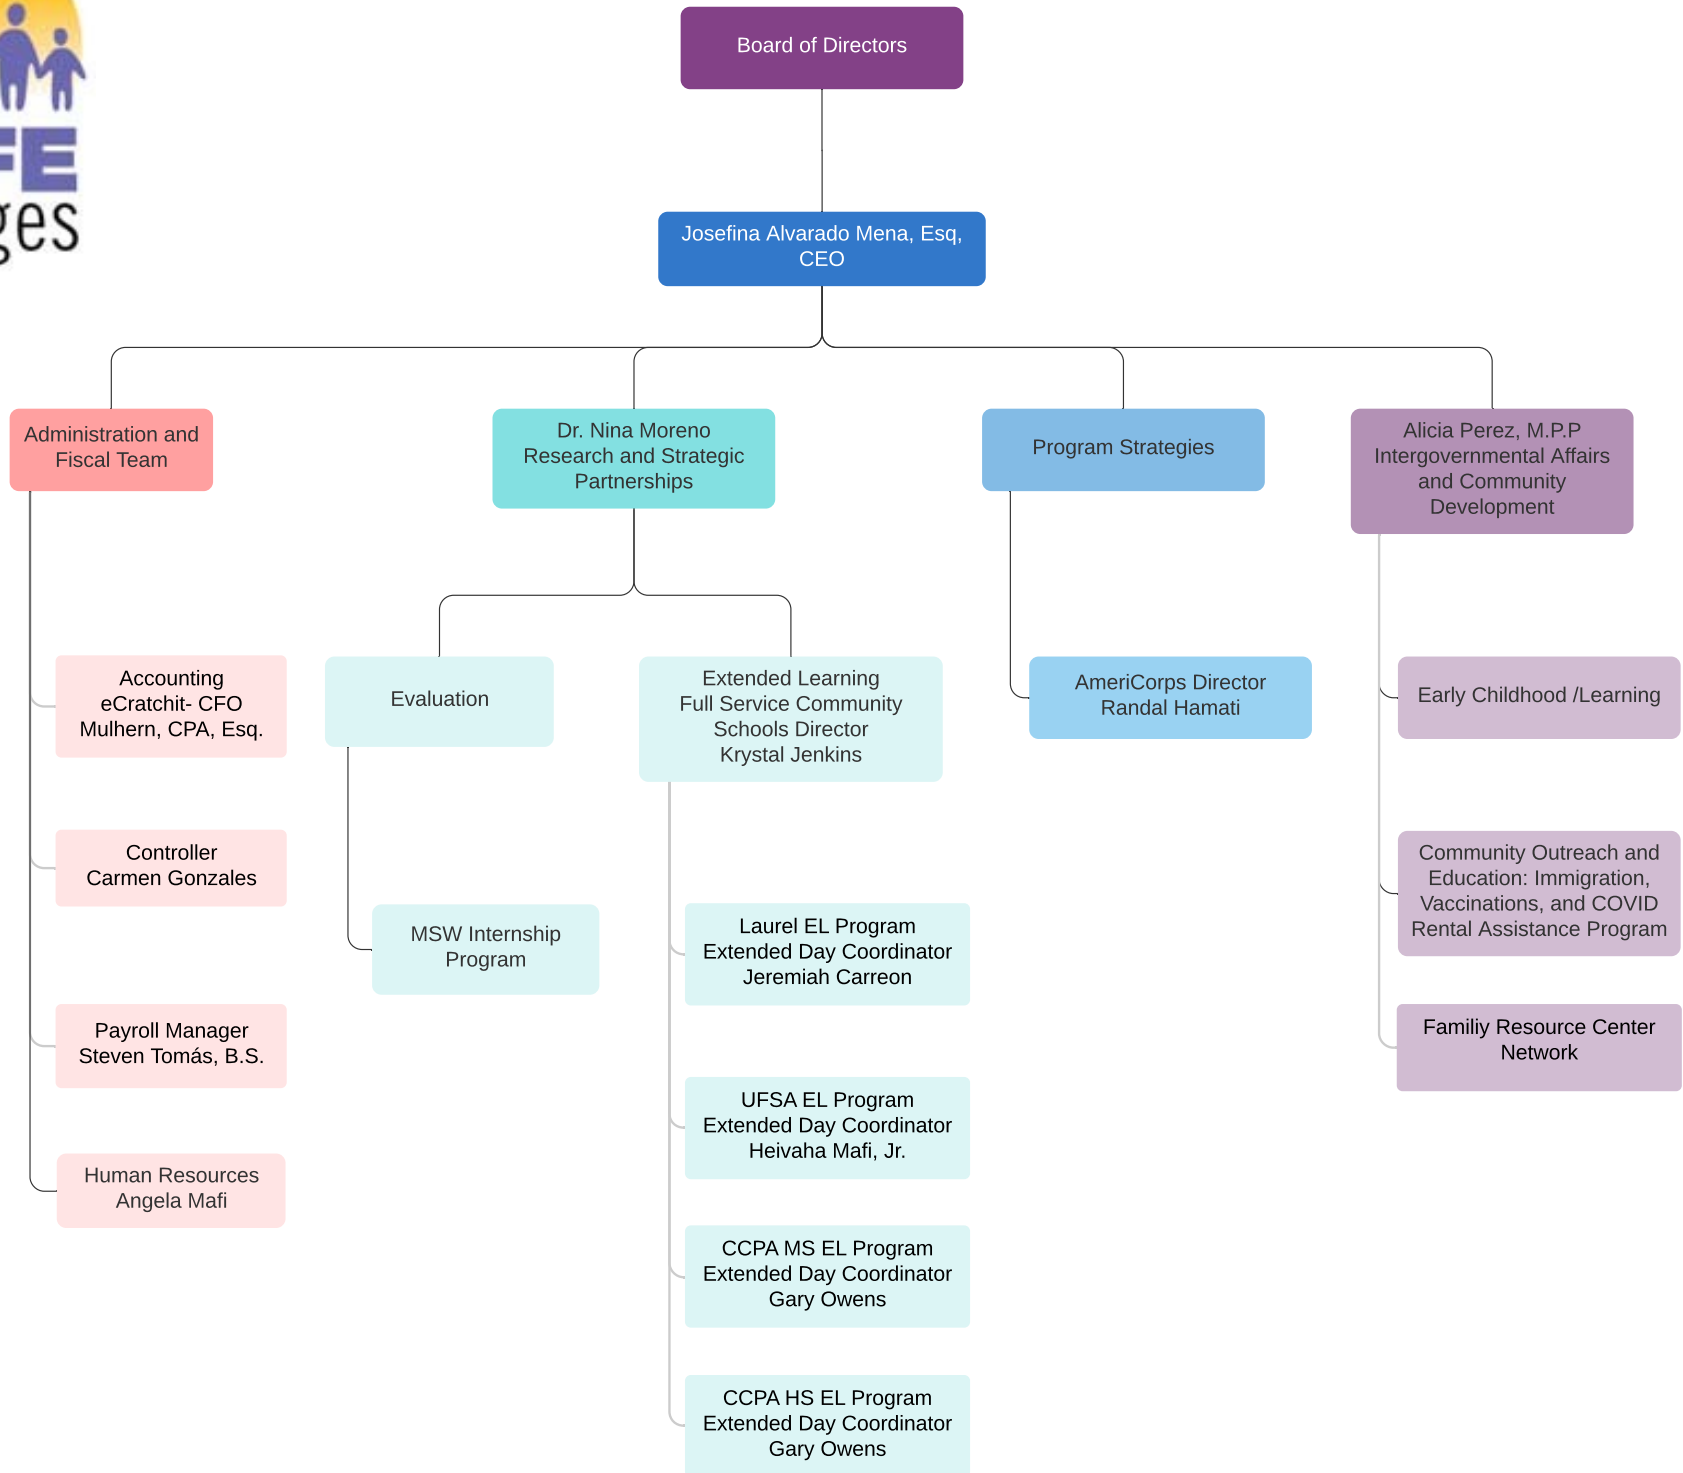 FE
ges
Board of Directors
Josefina Alvarado Mena, Esq,
CEO
Administration and
Fiscal Team
Dr. Nina Moreno
Research and Strategic
Partnerships
Program Strategies
Alicia Perez, M.P.P
Intergovernmental Affairs
and Community
Development
Accounting
eCratchit- CFO
Mulhern, CPA, Esq.
Controller
Carmen Gonzales
Payroll Manager
Steven Tomás, B.S.
Human Resources
Angela Mafi
Evaluation
MSW Internship
Program
Extended Learning
Full Service Community
Schools Director
Krystal Jenkins
Laurel EL Program
Extended Day Coordinator
Jeremiah Carreon
UFSA EL Program
Extended Day Coordinator
Heivaha Mafi, Jr.
CCPA MS EL Program
Extended Day Coordinator
Gary Owens
CCPA HS EL Program
Extended Day Coordinator
Gary Owens
AmeriCorps Director
Randal Hamati
Early Childhood /Learning
Community Outreach and
Education: Immigration,
Vaccinations, and COVID
Rental Assistance Program
Familiy Resource Center
Network